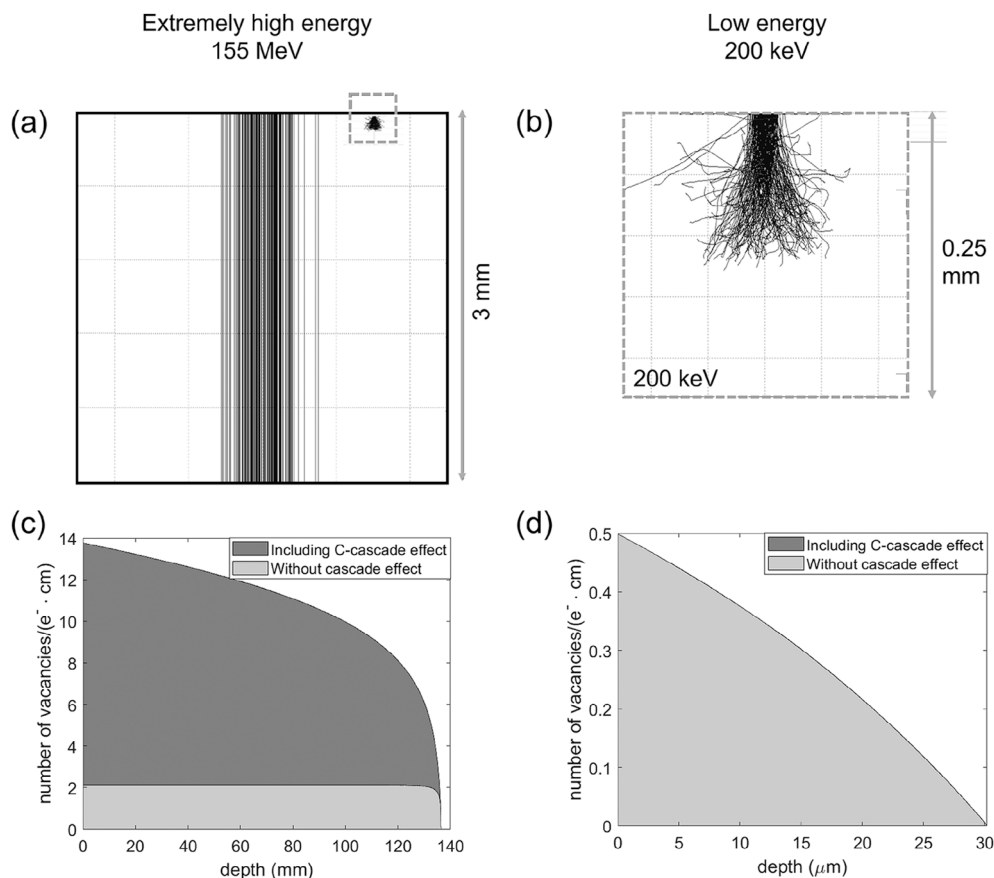 Extremely high energy
155 MeV
Low energy
200 keV
(a)
3 mm
(b)
200 keV
0.25
mm
(c)
14
12
10
8
6
4
2
0
number of vacancies/(e⁻ · cm)
Including C-cascade effect
Without cascade effect
0 20 40 60 80 100 120 140
depth (mm)
(d)
0.5
0.4
0.3
0.2
0.1
0
number of vacancies/(e⁻ · cm)
Including C-cascade effect
Without cascade effect
0 5 10 15 20 25 30
depth (μm)